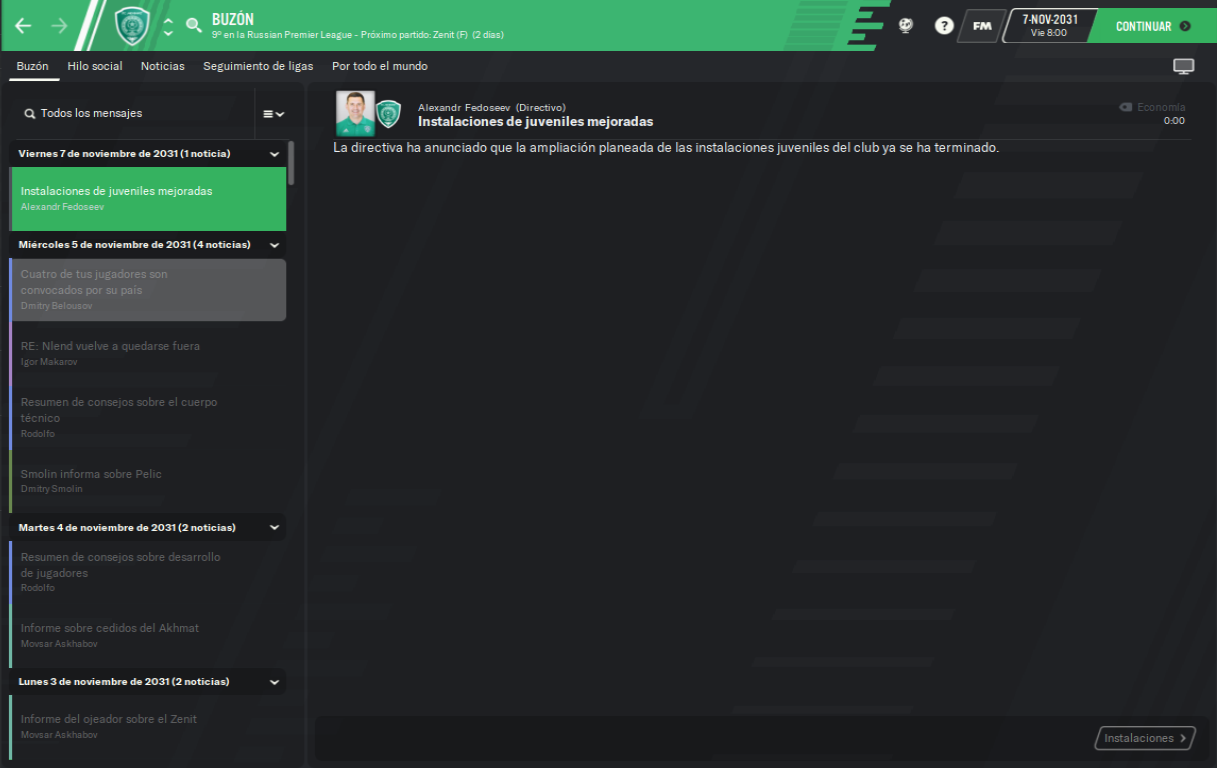 BUZÓN
9º en la Russian Premier League - Próximo partido: Zenit (F) (2 días)
FM
7-NOV-2031
Vie 8:00
CONTINUAR
Buzón
Hilo social
Noticias
Seguimiento de ligas
Por todo el mundo
Todos los mensajes
Viernes 7 de noviembre de 2031 (1 noticia)
Instalaciones de juveniles mejoradas
Alexandr Fedoseev
Miércoles 5 de noviembre de 2031 (4 noticias)
Cuatro de tus jugadores son
convocados por su país
Dmitry Belousov
RE: Nlend vuelve a quedarse fuera
Igor Makarov
Resumen de consejos sobre el cuerpo
técnico
Rodolfo
Smolin informa sobre Pelic
Dmitry Smolin
Martes 4 de noviembre de 2031 (2 noticias)
Resumen de consejos sobre desarrollo
de jugadores
Rodolfo
Informe sobre cedidos del Akhmat
Movsar Askhabov
Lunes 3 de noviembre de 2031 (2 noticias)
Informe del ojeador sobre el Zenit
Movsar Askhabov
Alexandr Fedoseev (Directivo)
Instalaciones de juveniles mejoradas
Economía
0:00
La directiva ha anunciado que la ampliación planeada de las instalaciones juveniles del club ya se ha terminado.
Instalaciones